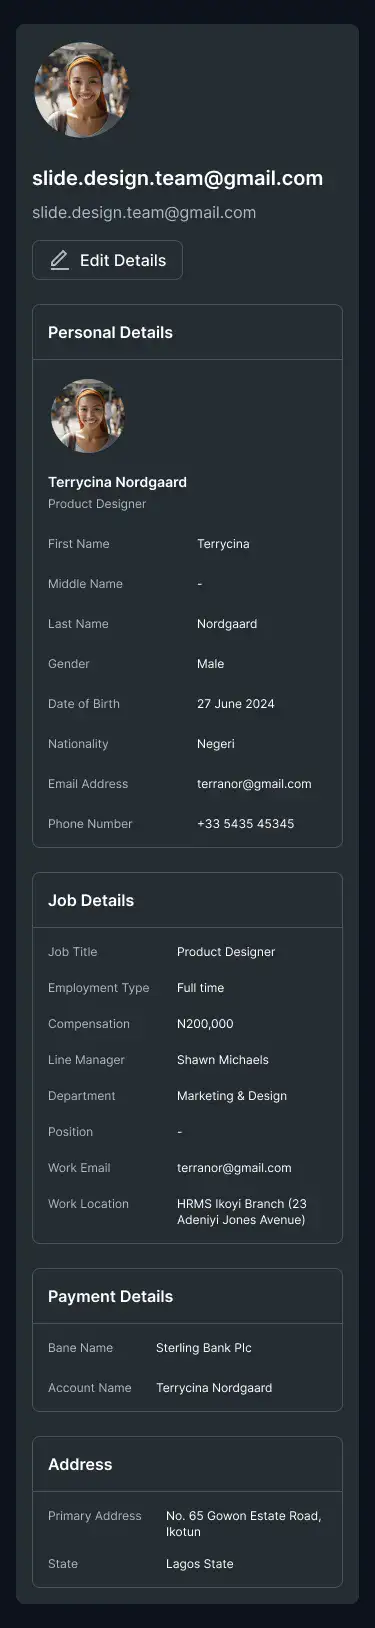 slide.design.team@gmail.com
slide.design.team@gmail.com
Edit Details
Personal Details
Terrycina Nordgaard
Product Designer
First Name Terrycina
Middle Name -
Last Name Nordgaard
Gender Male
Date of Birth 27 June 2024
Nationality Negeri
Email Address terranor@gmail.com
Phone Number +33 5435 45345
Job Details
Job Title Product Designer
Employment Type Full time
Compensation N200,000
Line Manager Shawn Michaels
Department Marketing & Design
Position -
Work Email terranor@gmail.com
Work Location HRMS Ikoyi Branch (23
Adeniyi Jones Avenue)
Payment Details
Bane Name Sterling Bank Plc
Account Name Terrycina Nordgaard
Address
Primary Address No. 65 Gowon Estate Road,
Ikotun
State Lagos State